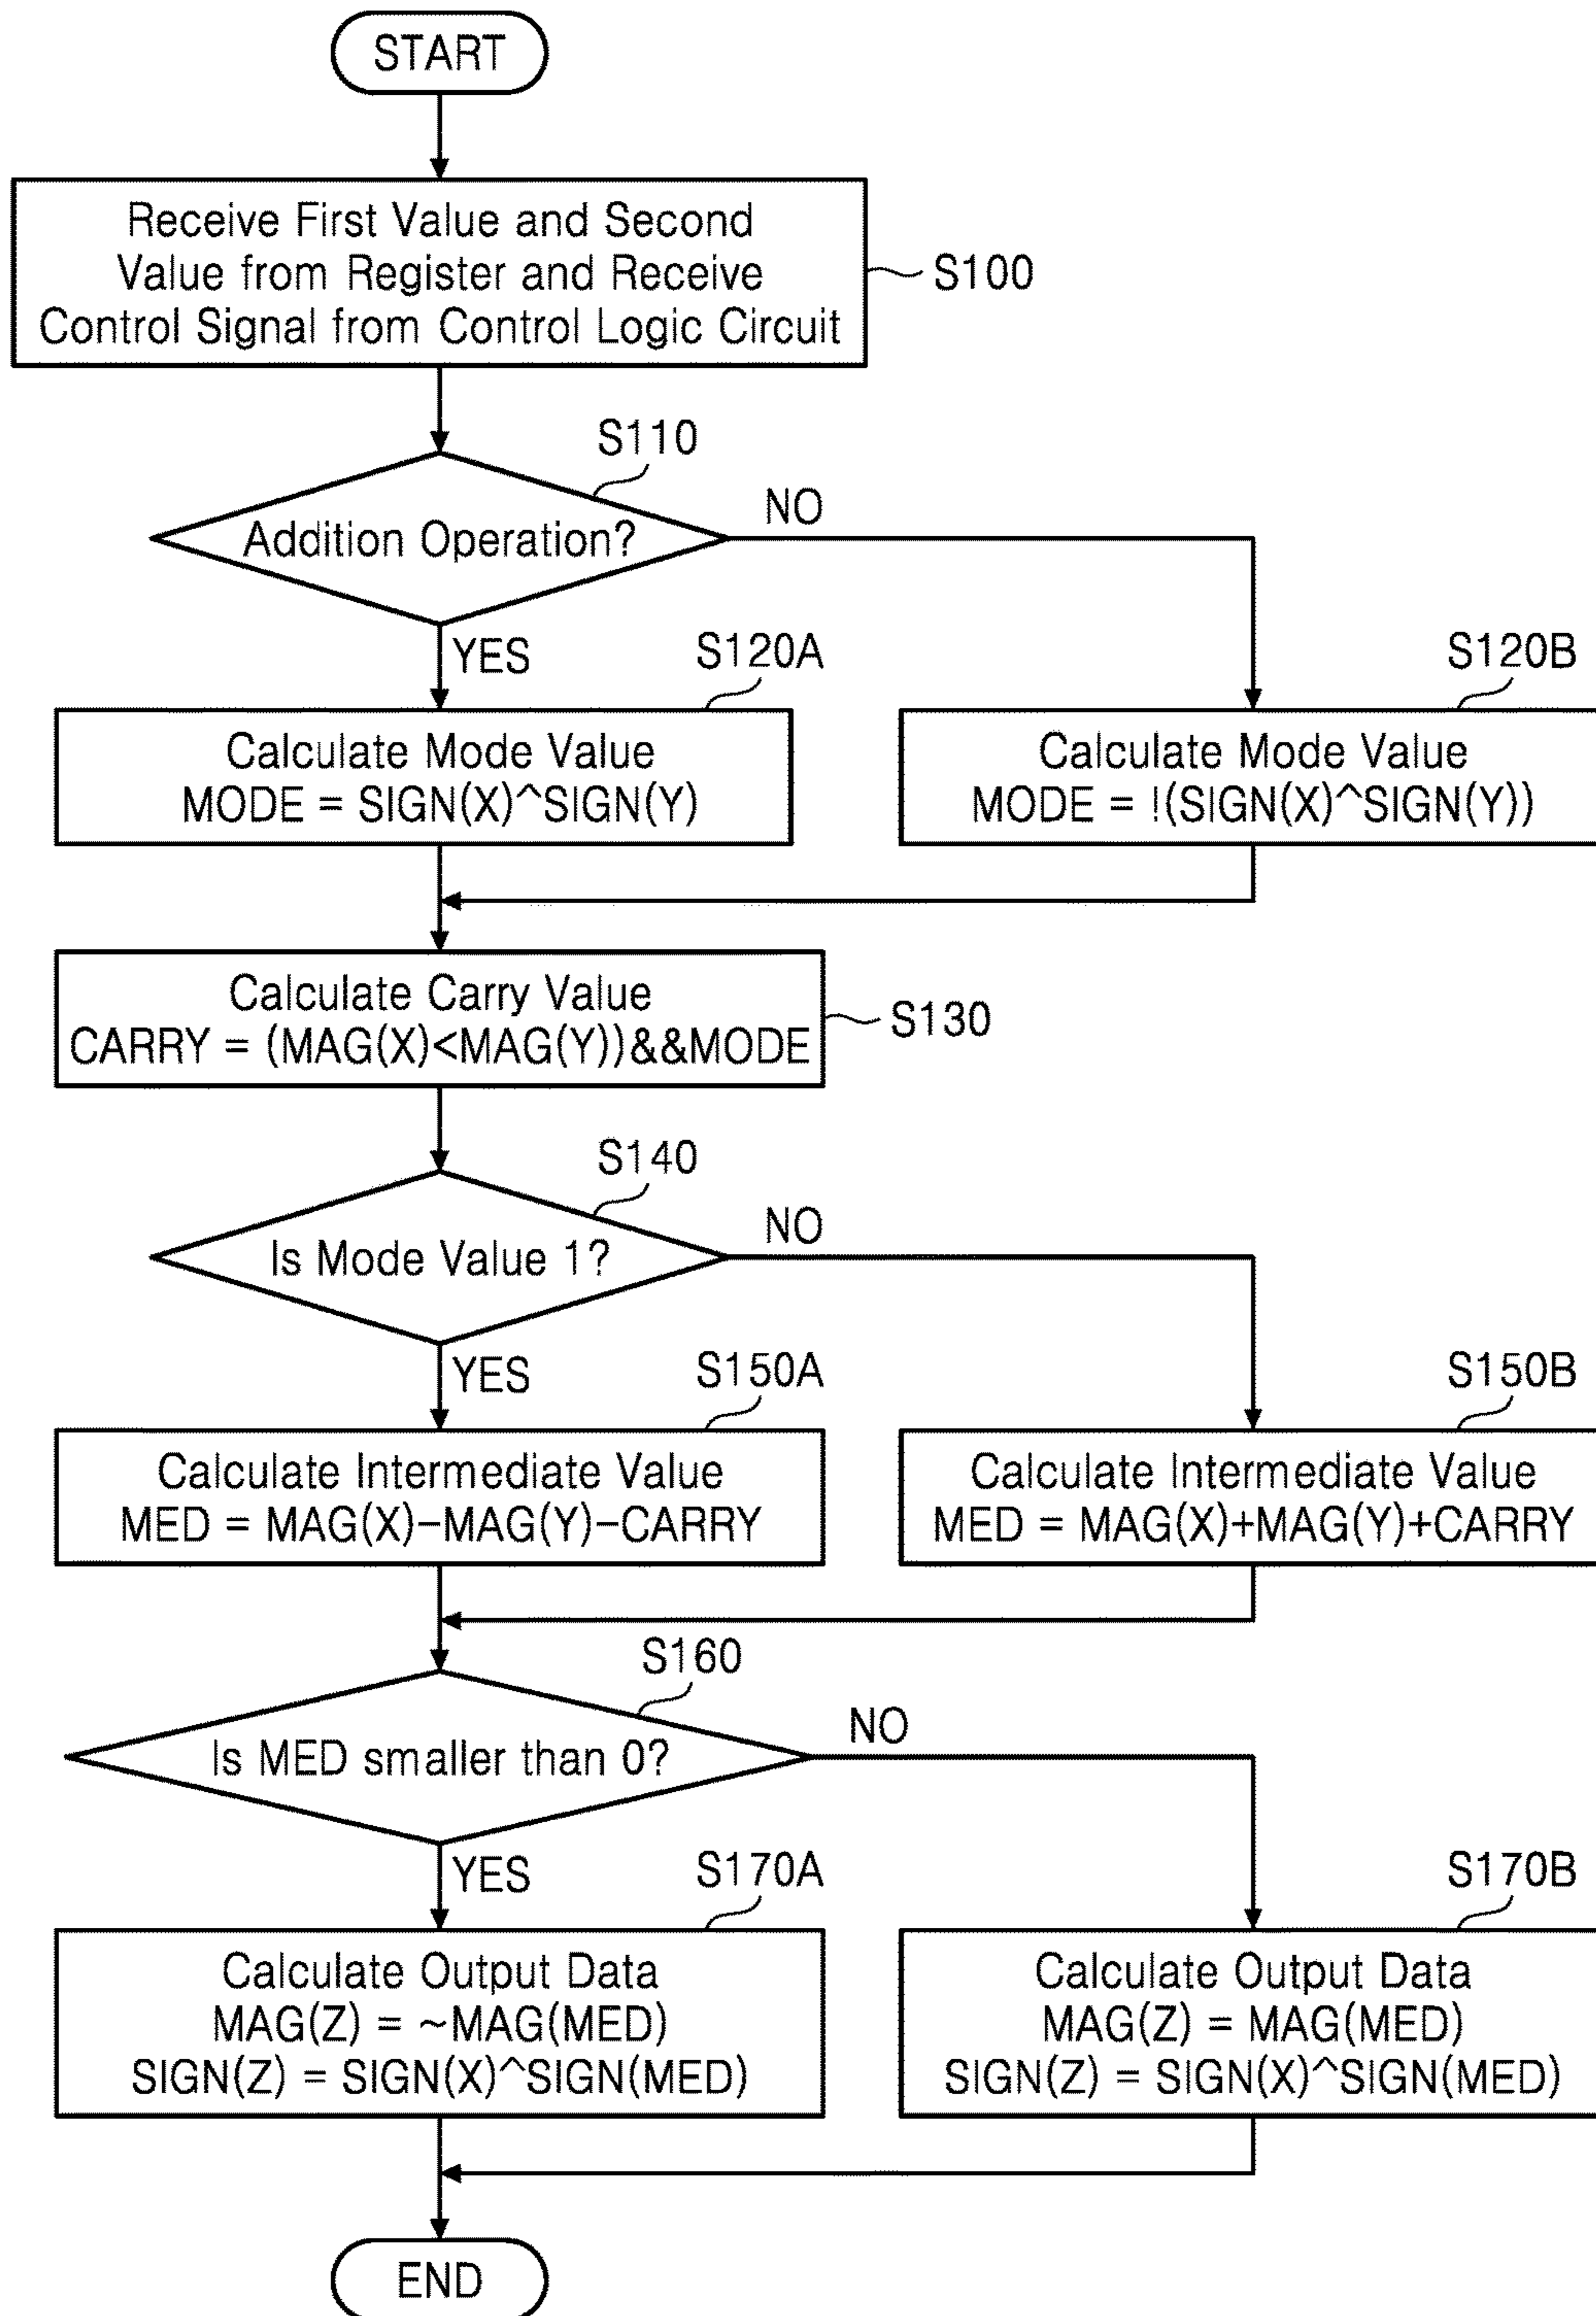 START
Receive First Value and Second
Value from Register and Receive
Control Signal from Control Logic Circuit
S100
S110
Addition Operation?
NO
YES
S120A
S120B
Calculate Mode Value
MODE = SIGN(X)^SIGN(Y)
Calculate Mode Value
MODE = !(SIGN(X)^SIGN(Y))
Calculate Carry Value
CARRY = (MAG(X)<MAG(Y))&&MODE
S130
S140
Is Mode Value 1?
NO
YES
S150A
S150B
Calculate Intermediate Value
MED = MAG(X)−MAG(Y)−CARRY
Calculate Intermediate Value
MED = MAG(X)+MAG(Y)+CARRY
S160
Is MED smaller than 0?
NO
YES
S170A
S170B
Calculate Output Data
MAG(Z) = ~MAG(MED)
SIGN(Z) = SIGN(X)^SIGN(MED)
Calculate Output Data
MAG(Z) = MAG(MED)
SIGN(Z) = SIGN(X)^SIGN(MED)
END